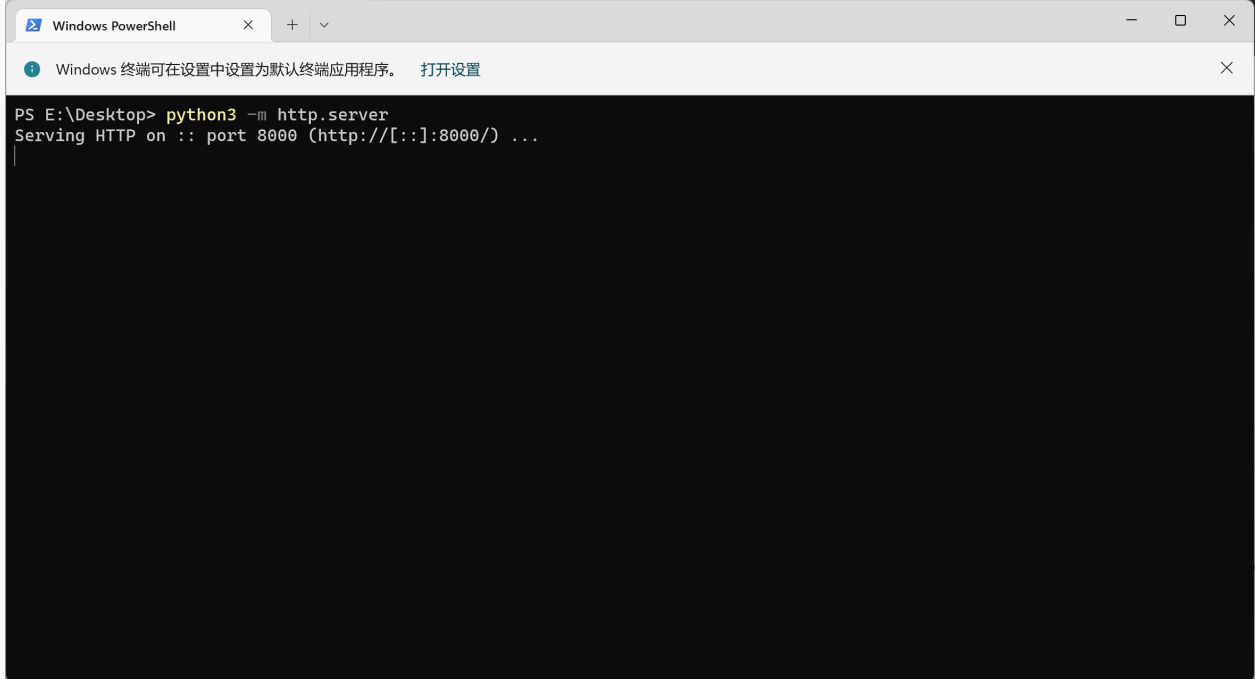 Windows PowerShell
Windows 终端可在设置中设置为默认终端应用程序。 打开设置
PS E:\Desktop> python3 -m http.server
Serving HTTP on :: port 8000 (http://[::]:8000/) ...